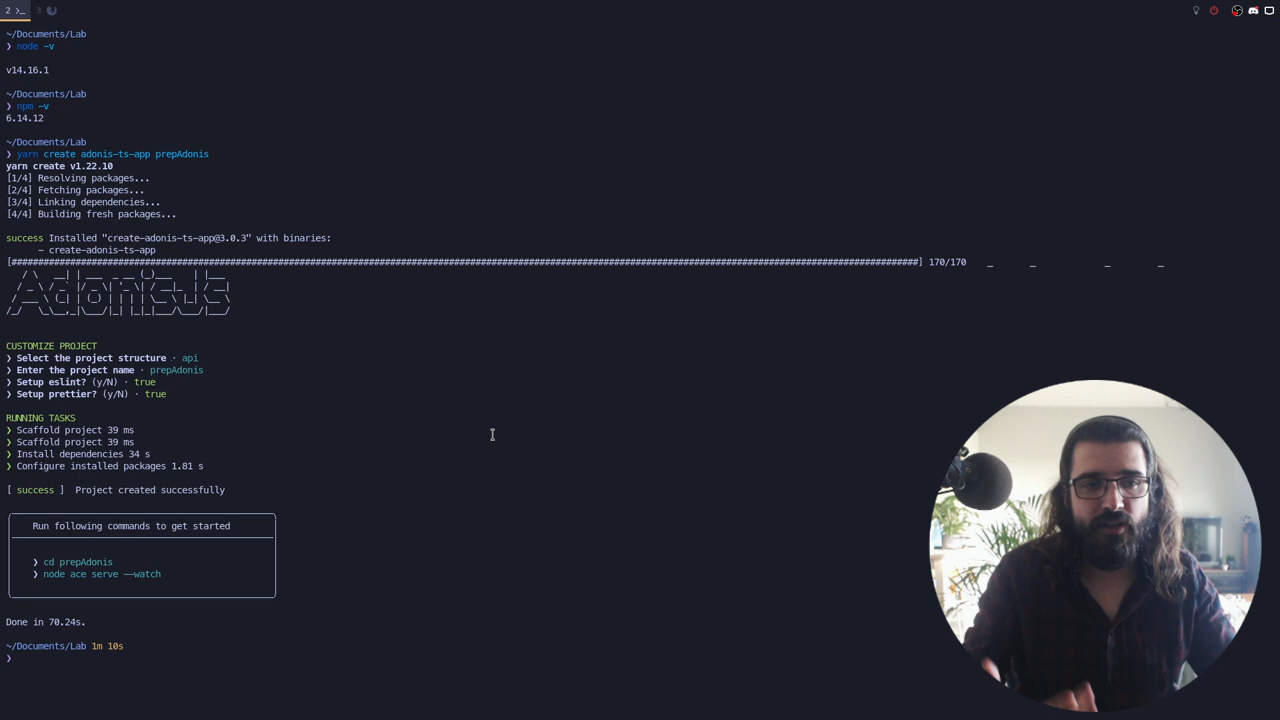 2 >_ 3
~/Documents/Lab
❯ node -v
v14.16.1
~/Documents/Lab
❯ npm -v
6.14.12
~/Documents/Lab
❯ yarn create adonis-ts-app prepAdonis
yarn create v1.22.10
[1/4] Resolving packages...
[2/4] Fetching packages...
[3/4] Linking dependencies...
[4/4] Building fresh packages...
success Installed "create-adonis-ts-app@3.0.3" with binaries:
- create-adonis-ts-app
[##########################################################################################################################################################################] 170/170
AdonisJS
CUSTOMIZE PROJECT
❯ Select the project structure · api
❯ Enter the project name · prepAdonis
❯ Setup eslint? (y/N) · true
❯ Setup prettier? (y/N) · true
RUNNING TASKS
❯ Scaffold project 39 ms
❯ Scaffold project 39 ms
❯ Install dependencies 34 s
❯ Configure installed packages 1.81 s
[ success ] Project created successfully
Run following commands to get started
❯ cd prepAdonis
❯ node ace serve --watch
Done in 70.24s.
~/Documents/Lab 1m 10s
❯